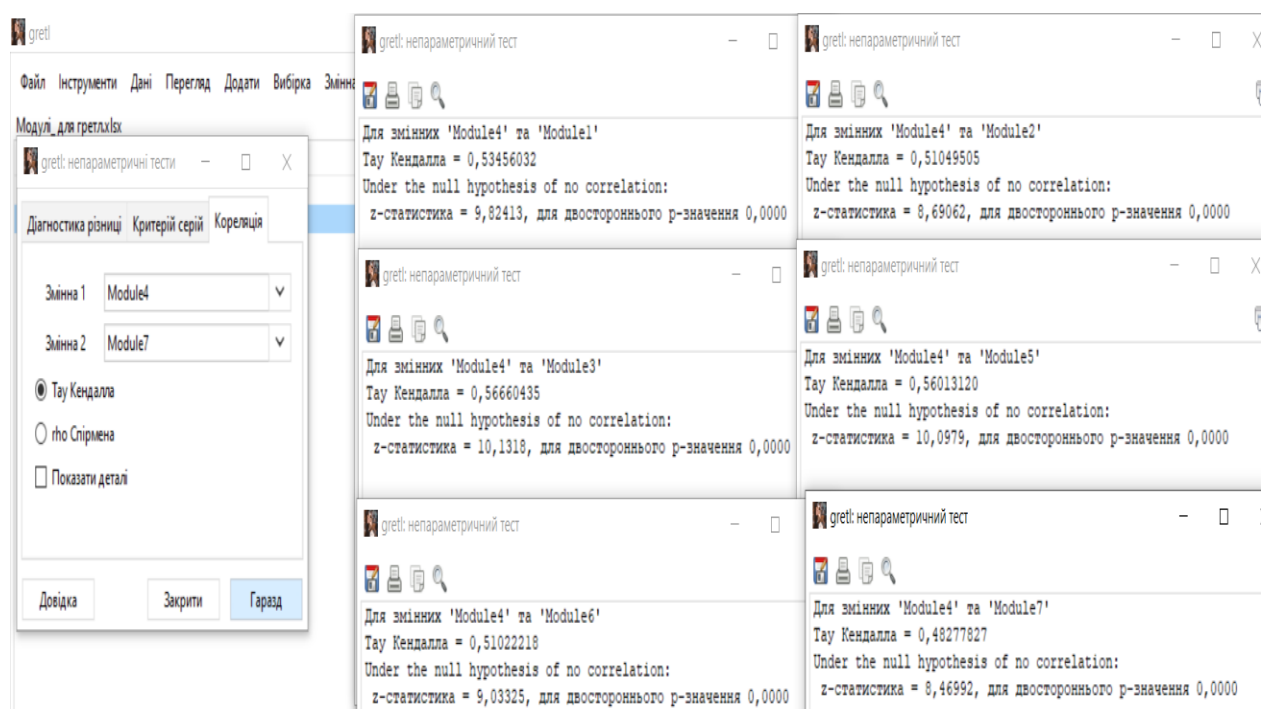 gretl
Файл Інструменти Дані Перегляд Додати Вибірка Змінна
Модулі_для гретл.xlsx
gretl: непараметричні тести
Діагностика різниці Критерій серій Кореляція
Змінна 1 Module4
Змінна 2 Module7
Тау Кендалла
rho Спірмена
Показати деталі
Довідка Закрити Гаразд
gretl: непараметричний тест
Для змінних 'Module4' та 'Module1'
Тау Кендалла = 0,53456032
Under the null hypothesis of no correlation:
z-статистика = 9,82413, для двостороннього p-значення 0,0000
gretl: непараметричний тест
Для змінних 'Module4' та 'Module2'
Тау Кендалла = 0,51049505
Under the null hypothesis of no correlation:
z-статистика = 8,69062, для двостороннього p-значення 0,0000
gretl: непараметричний тест
Для змінних 'Module4' та 'Module3'
Тау Кендалла = 0,56660435
Under the null hypothesis of no correlation:
z-статистика = 10,1318, для двостороннього p-значення 0,0000
gretl: непараметричний тест
Для змінних 'Module4' та 'Module5'
Тау Кендалла = 0,56013120
Under the null hypothesis of no correlation:
z-статистика = 10,0979, для двостороннього p-значення 0,0000
gretl: непараметричний тест
Для змінних 'Module4' та 'Module6'
Тау Кендалла = 0,51022218
Under the null hypothesis of no correlation:
z-статистика = 9,03325, для двостороннього p-значення 0,0000
gretl: непараметричний тест
Для змінних 'Module4' та 'Module7'
Тау Кендалла = 0,48277827
Under the null hypothesis of no correlation:
z-статистика = 8,46992, для двостороннього p-значення 0,0000